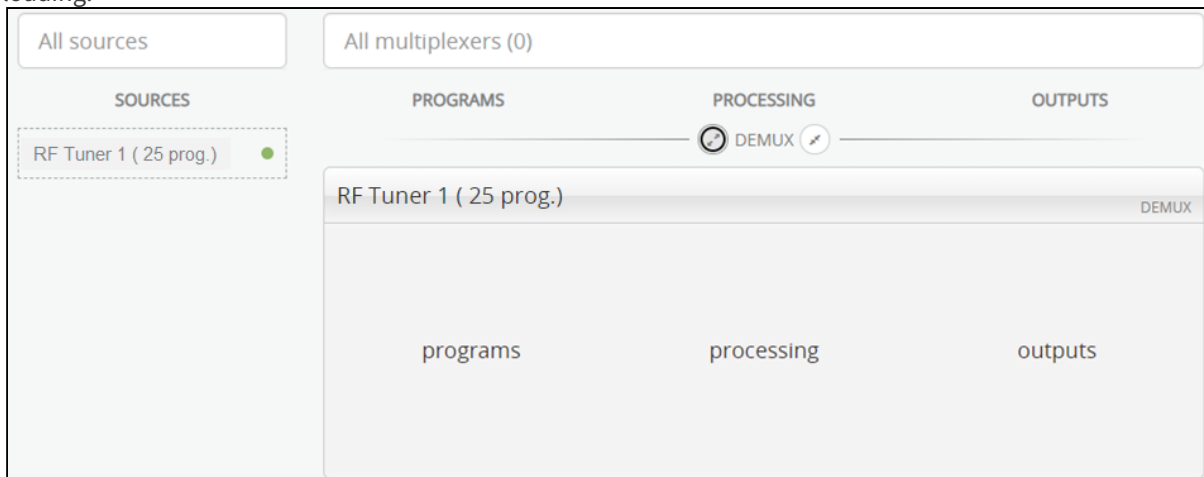 All sources
All multiplexers (0)
SOURCES
PROGRAMS
PROCESSING
OUTPUTS
DEMUX
RF Tuner 1 ( 25 prog.)
RF Tuner 1 ( 25 prog.)
DEMUX
programs
processing
outputs